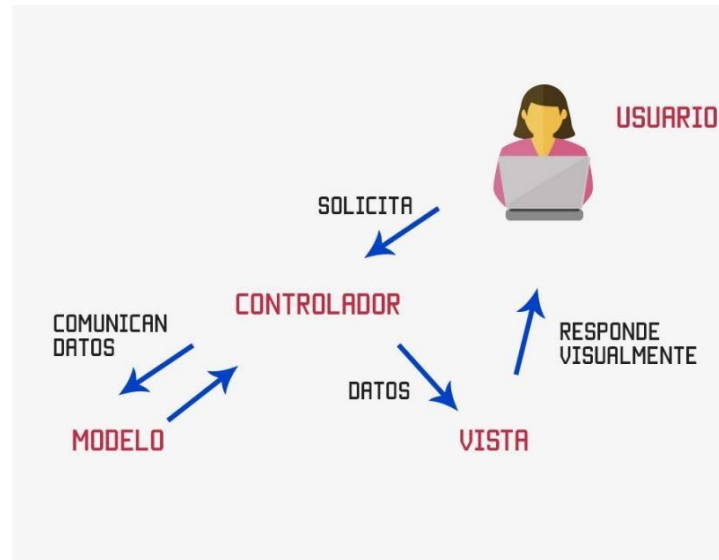 USUARIO
SOLICITA
CONTROLADOR
COMUNICAN
DATOS
RESPONDE
VISUALMENTE
DATOS
MODELO
VISTA